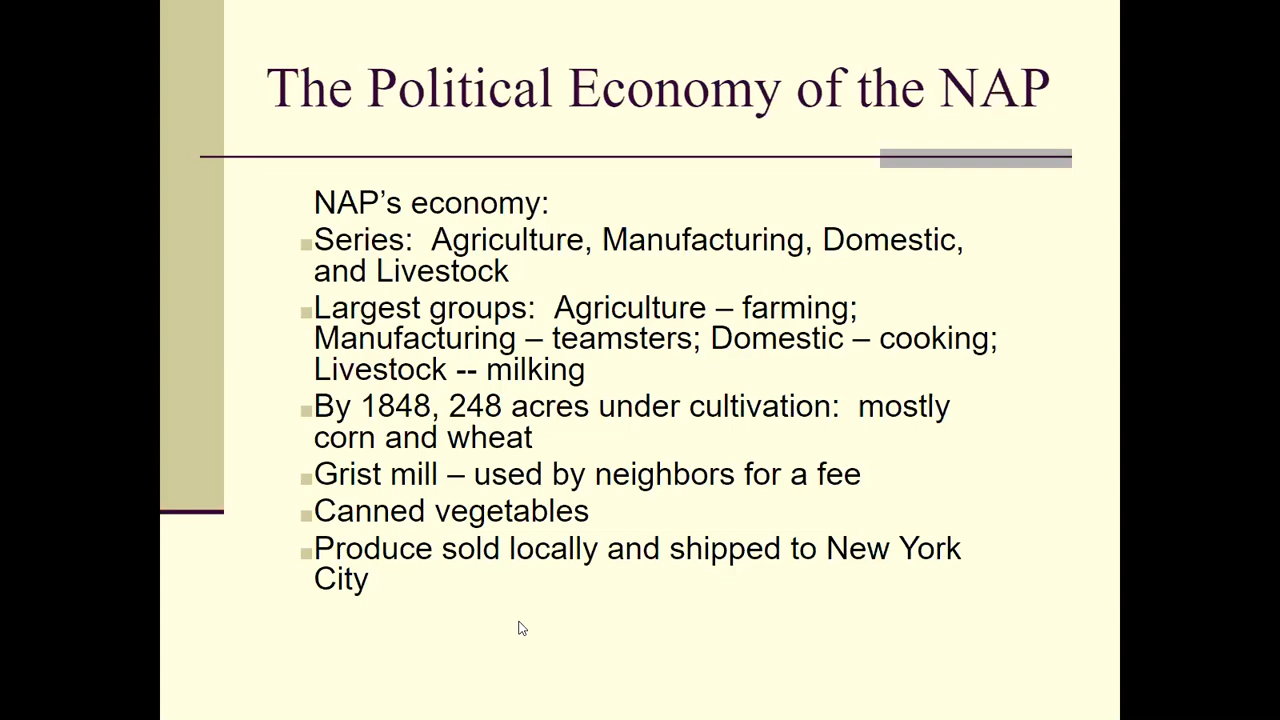 The Political Economy of the NAP
NAP’s economy:
Series:  Agriculture, Manufacturing, Domestic,
and Livestock
Largest groups:  Agriculture – farming;
Manufacturing – teamsters; Domestic – cooking;
Livestock -- milking
By 1848, 248 acres under cultivation:  mostly
corn and wheat
Grist mill – used by neighbors for a fee
Canned vegetables
Produce sold locally and shipped to New York
City